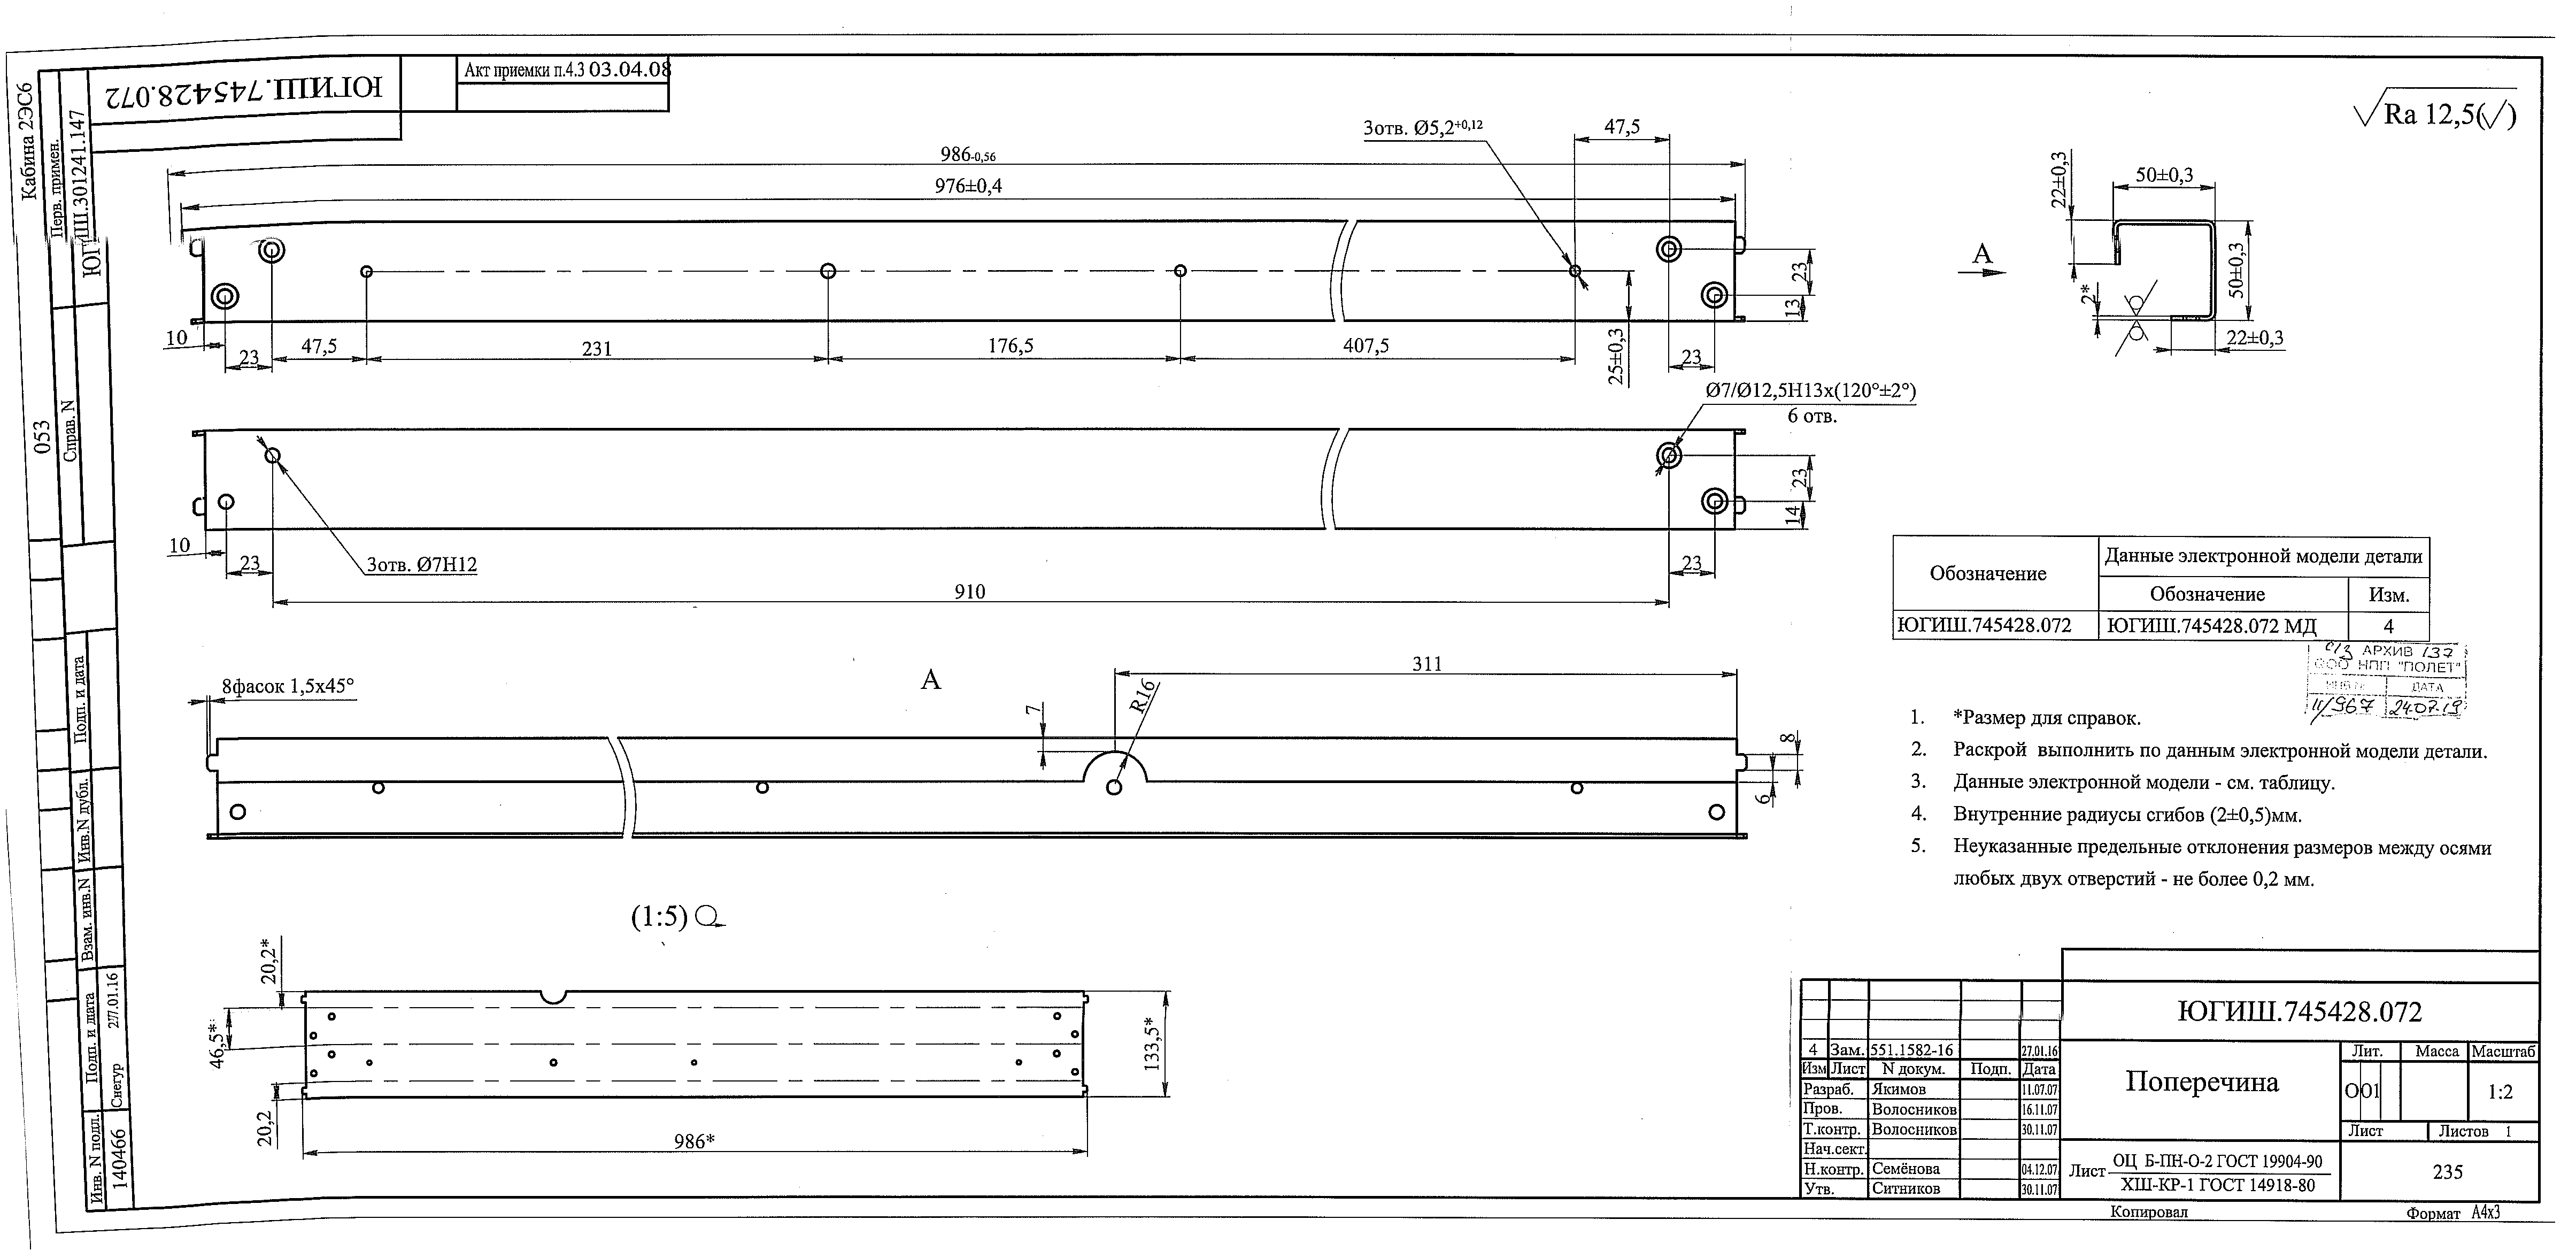 ЮГИШ.745428.072
Акт приемки п.4.3 03.04.08
Кабина 2ЭС6
Перв. примен.
ЮГИШ.301241.147
053
Справ. N
Подп. и дата
Инв.N дубл.
Взам. инв.N
Подп. и дата
Снегур
Инв. N подл.
140466
Ra 12,5(√)
3отв. Ø5,2+0,12
47,5
986-0,56
976±0,4
23
13
10
23
47,5
231
176,5
407,5
25±0,3
23
А
22±0,3
50±0,3
50±0,3
2*
22±0,3
Ø7/Ø12,5H13x(120°±2°)
6 отв.
23
14
10
23
3отв. Ø7H12
910
23
Обозначение
Данные электронной модели детали
Обозначение
Изм.
ЮГИШ.745428.072
ЮГИШ.745428.072 МД
4
АРХИВ 137
ООО НПП "ПОЛЕТ"
ДАТА
11/967
24.07.19
8фасок 1,5x45°
А
311
7
R16
8
6
1. *Размер для справок.
2. Раскрой выполнить по данным электронной модели детали.
3. Данные электронной модели - см. таблицу.
4. Внутренние радиусы сгибов (2±0,5)мм.
5. Неуказанные предельные отклонения размеров между осями
любых двух отверстий - не более 0,2 мм.
(1:5)
20,2*
46,5*
20,2
133,5*
986*
ЮГИШ.745428.072
4 Зам. 551.1582-16 27.01.16
Изм Лист N докум. Подп. Дата
Разраб. Якимов 11.07.07
Пров. Волосников 16.11.07
Т.контр. Волосников 30.11.07
Нач.сект.
Н.контр. Семёнова 04.12.07
Утв. Ситников 30.11.07
Поперечина
Лит. Масса Масштаб
О О1 1:2
Лист Листов 1
Лист ОЦ Б-ПН-О-2 ГОСТ 19904-90
ХШ-КР-1 ГОСТ 14918-80
235
Копировал
Формат А4х3